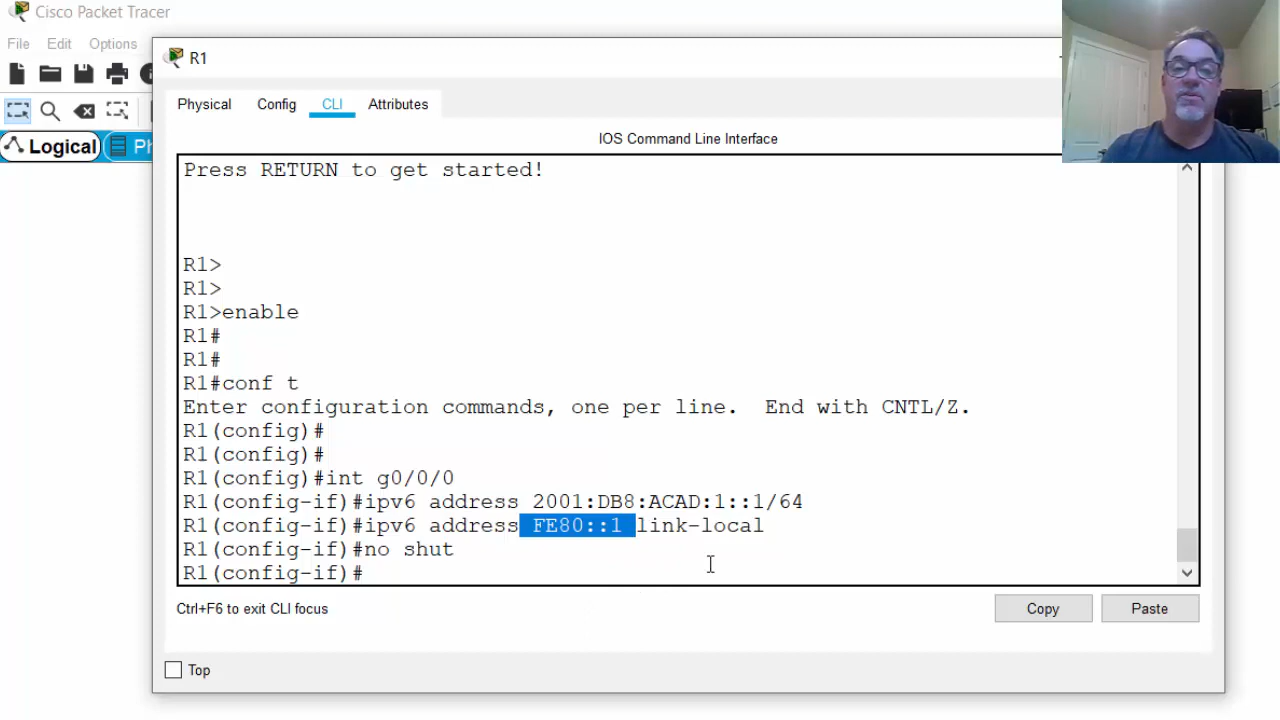 Cisco Packet Tracer
File Edit Options
R1
Physical Config CLI Attributes
Logical Ph
IOS Command Line Interface
Press RETURN to get started!
R1>
R1>
R1>enable
R1#
R1#
R1#conf t
Enter configuration commands, one per line.  End with CNTL/Z.
R1(config)#
R1(config)#
R1(config)#int g0/0/0
R1(config-if)#ipv6 address 2001:DB8:ACAD:1::1/64
R1(config-if)#ipv6 address FE80::1 link-local
R1(config-if)#no shut
R1(config-if)#
Ctrl+F6 to exit CLI focus
Copy Paste
Top